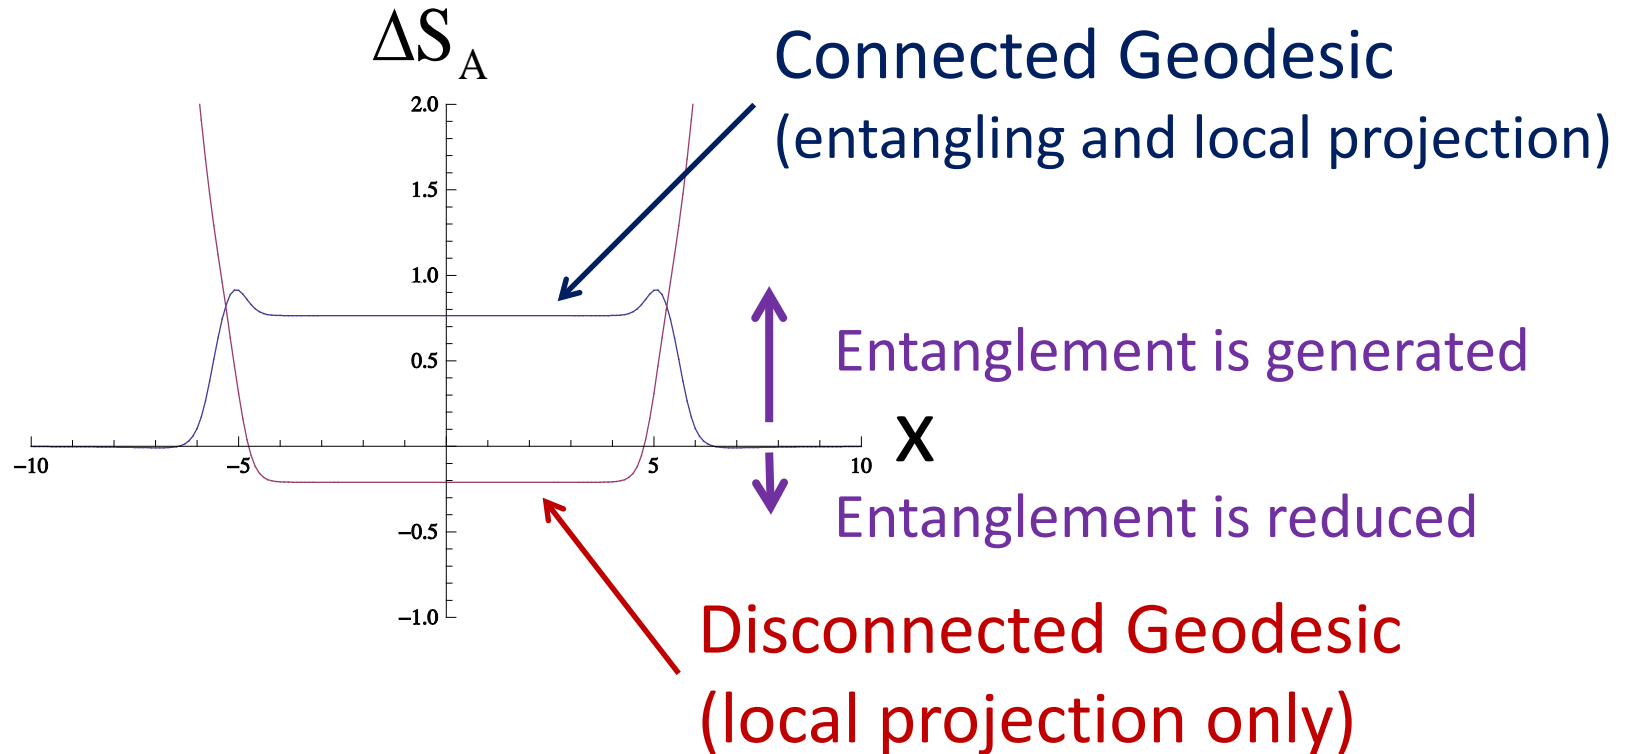 ΔS_A
Connected Geodesic
(entangling and local projection)
2.0
1.5
1.0
0.5
Entanglement is generated
X
−10
−5
5
10
Entanglement is reduced
−0.5
−1.0
Disconnected Geodesic
(local projection only)